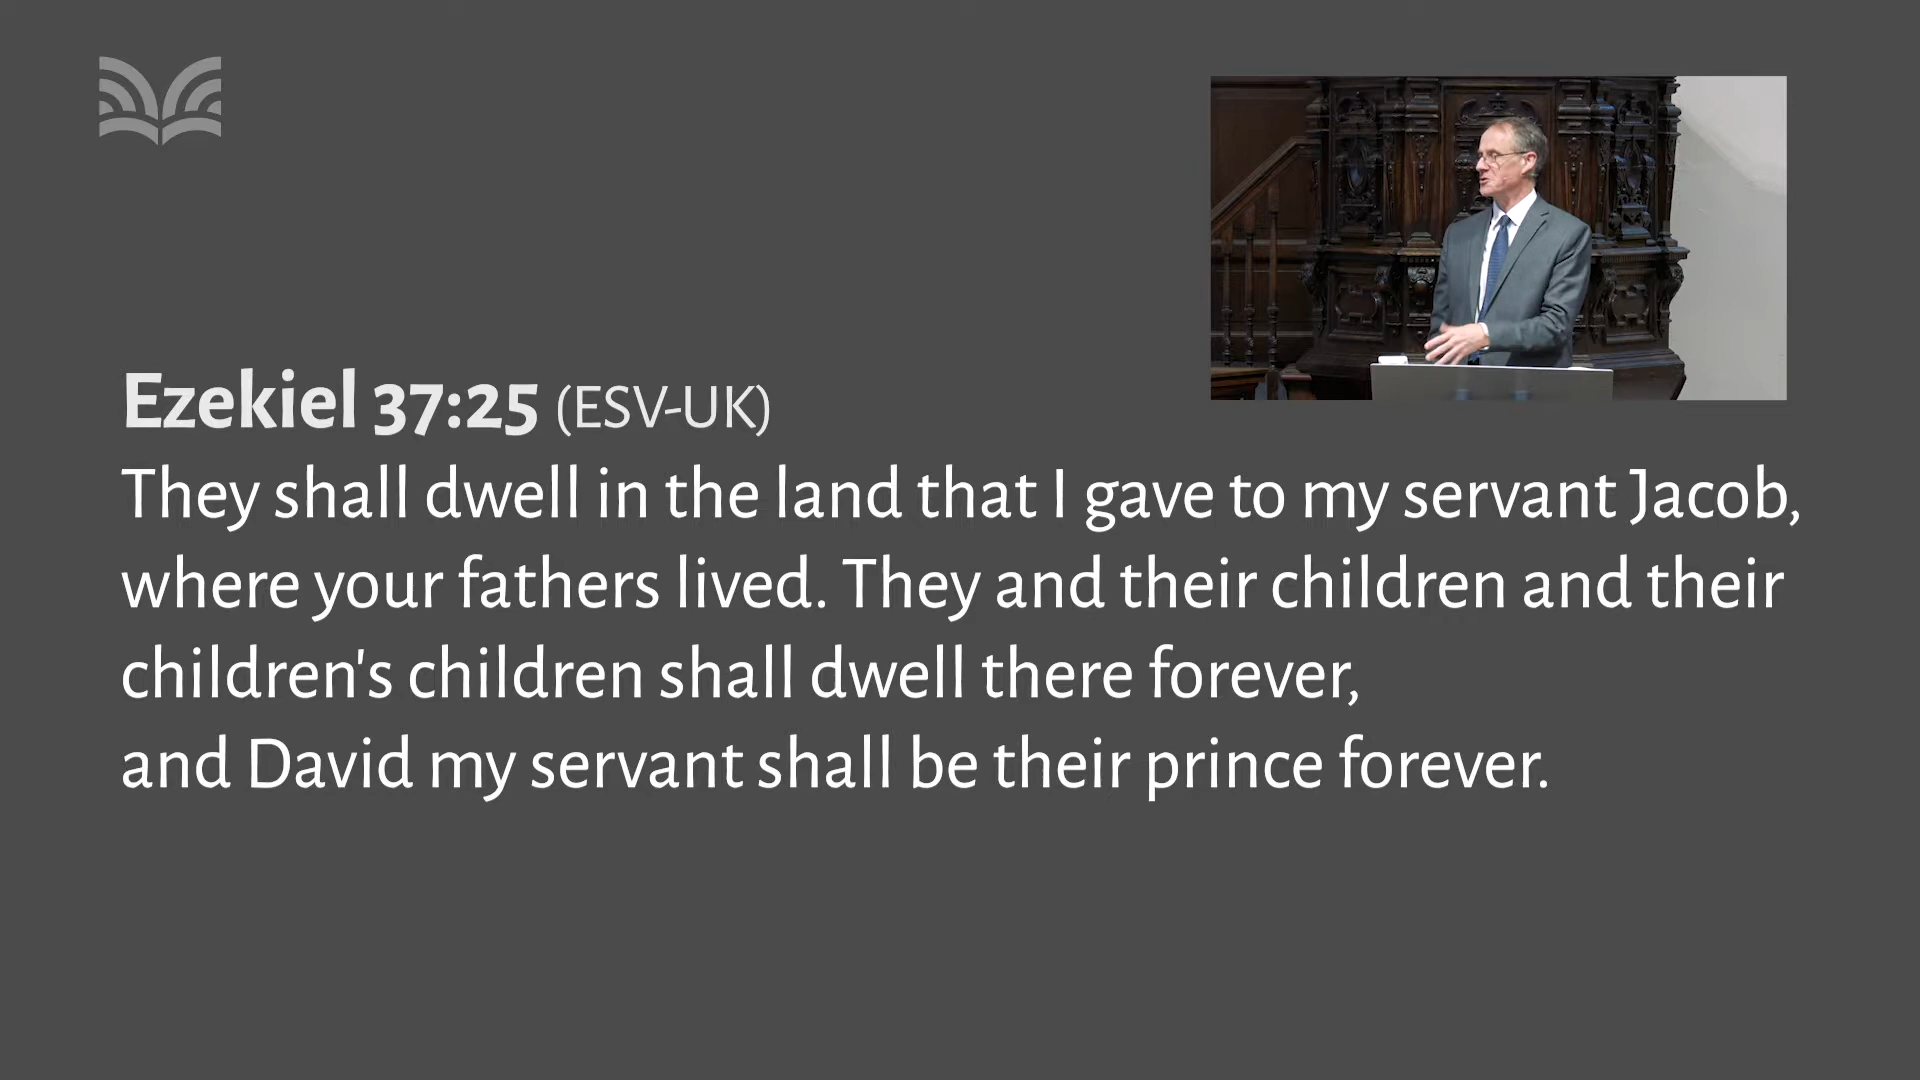 Ezekiel 37:25 (ESV-UK)
They shall dwell in the land that I gave to my servant Jacob,
where your fathers lived. They and their children and their
children's children shall dwell there forever,
and David my servant shall be their prince forever.